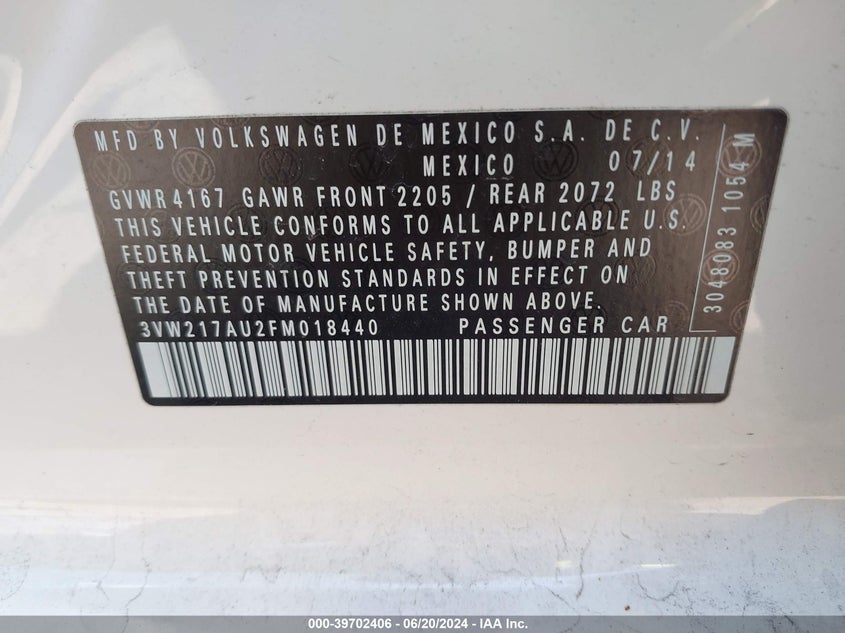 MFD BY VOLKSWAGEN DE MEXICO S.A. DE C.V.
MEXICO 07/14
GVWR 4167 GAWR FRONT 2205 / REAR 2072 LBS
THIS VEHICLE CONFORMS TO ALL APPLICABLE U.S.
FEDERAL MOTOR VEHICLE SAFETY, BUMPER AND
THEFT PREVENTION STANDARDS IN EFFECT ON
THE DATE OF MANUFACTURE SHOWN ABOVE.
3VW217AU2FM018440 PASSENGER CAR
3048083 1054 M
000-39702406 - 06/20/2024 - IAA Inc.